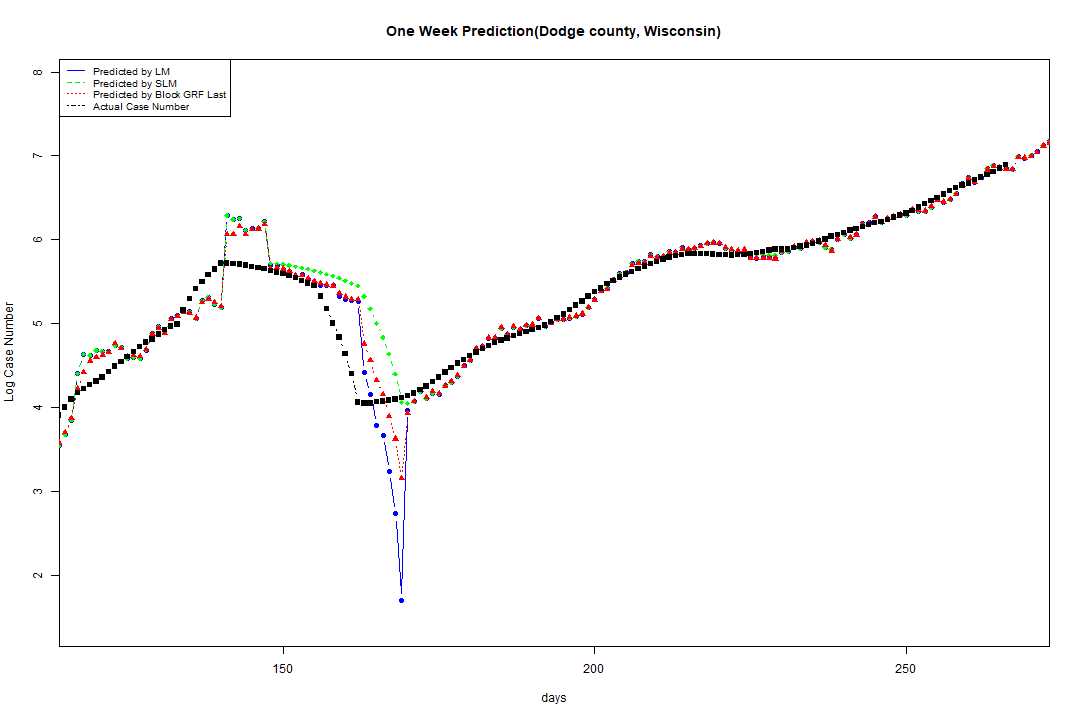 One Week Prediction(Dodge county, Wisconsin)
Predicted by LM
Predicted by SLM
Predicted by Block GRF Last
Actual Case Number
8
7
6
5
4
3
2
Log Case Number
150
200
250
days